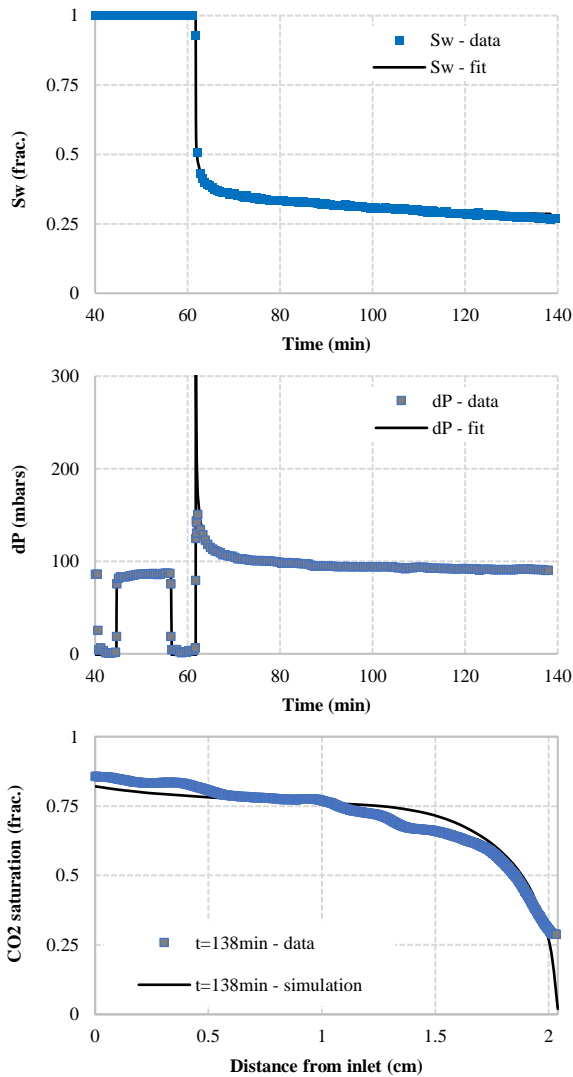 1
0.75
0.5
0.25
0
Sw (frac.)
Sw - data
Sw - fit
40
60
80
100
120
140
Time (min)
300
200
100
0
dP (mbars)
dP - data
dP - fit
40
60
80
100
120
140
Time (min)
1
0.75
0.5
0.25
0
CO2 saturation (frac.)
t=138min - data
t=138min - simulation
0
0.5
1
1.5
2
Distance from inlet (cm)